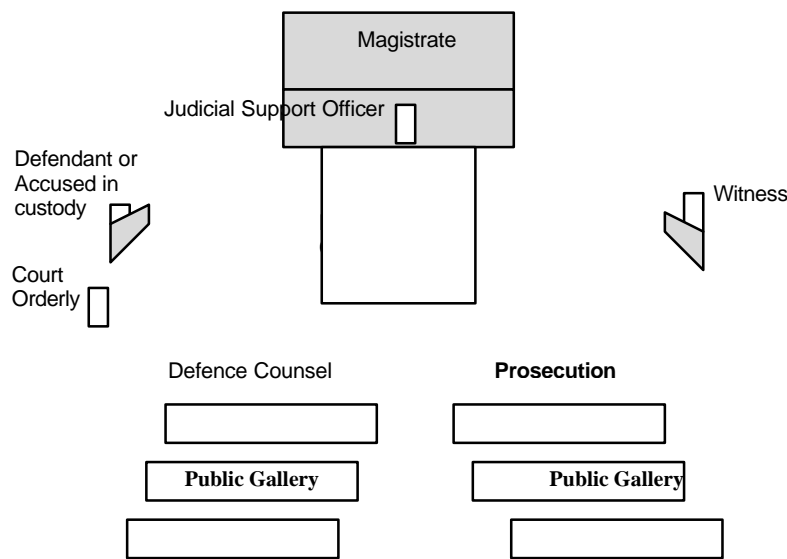 Magistrate
Judicial Support Officer
Defendant or
Accused in
custody
Witness
Court
Orderly
Defence Counsel
Prosecution
Public Gallery
Public Gallery